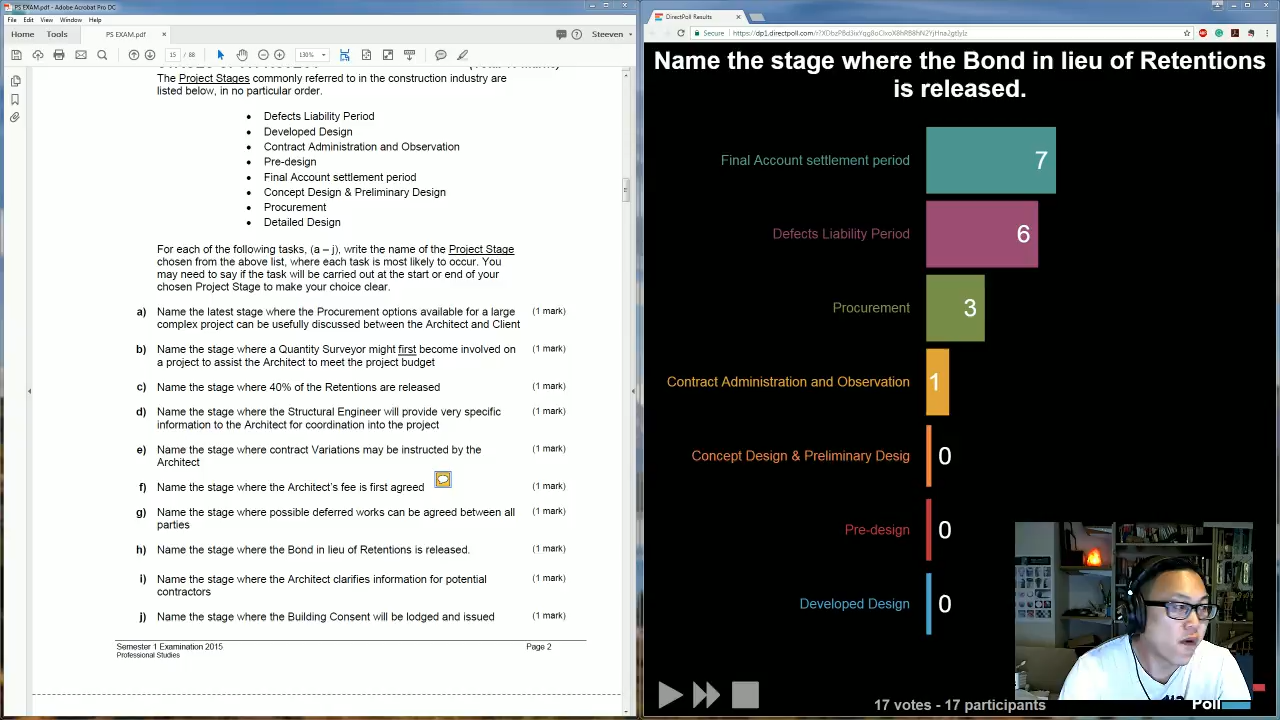 PS EXAM.pdf - Adobe Acrobat Pro DC
File Edit View Window Help
Home Tools PS EXAM.pdf × Steeven
15 / 88 130%
The Project Stages commonly referred to in the construction industry are
listed below, in no particular order.
• Defects Liability Period
• Developed Design
• Contract Administration and Observation
• Pre-design
• Final Account settlement period
• Concept Design & Preliminary Design
• Procurement
• Detailed Design
For each of the following tasks, (a – j), write the name of the Project Stage
chosen from the above list, where each task is most likely to occur. You
may need to say if the task will be carried out at the start or end of your
chosen Project Stage to make your choice clear.
a) Name the latest stage where the Procurement options available for a large (1 mark)
complex project can be usefully discussed between the Architect and Client
b) Name the stage where a Quantity Surveyor might first become involved on (1 mark)
a project to assist the Architect to meet the project budget
c) Name the stage where 40% of the Retentions are released (1 mark)
d) Name the stage where the Structural Engineer will provide very specific (1 mark)
information to the Architect for coordination into the project
e) Name the stage where contract Variations may be instructed by the (1 mark)
Architect
f) Name the stage where the Architect's fee is first agreed (1 mark)
g) Name the stage where possible deferred works can be agreed between all (1 mark)
parties
h) Name the stage where the Bond in lieu of Retentions is released. (1 mark)
i) Name the stage where the Architect clarifies information for potential (1 mark)
contractors
j) Name the stage where the Building Consent will be lodged and issued (1 mark)
Semester 1 Examination 2015 Page 2
Professional Studies
DirectPoll Results ×
Secure
Name the stage where the Bond in lieu of Retentions
is released.
Final Account settlement period 7
Defects Liability Period 6
Procurement 3
Contract Administration and Observation 1
Concept Design & Preliminary Desig 0
Pre-design 0
Developed Design 0
17 votes - 17 participants
Poll